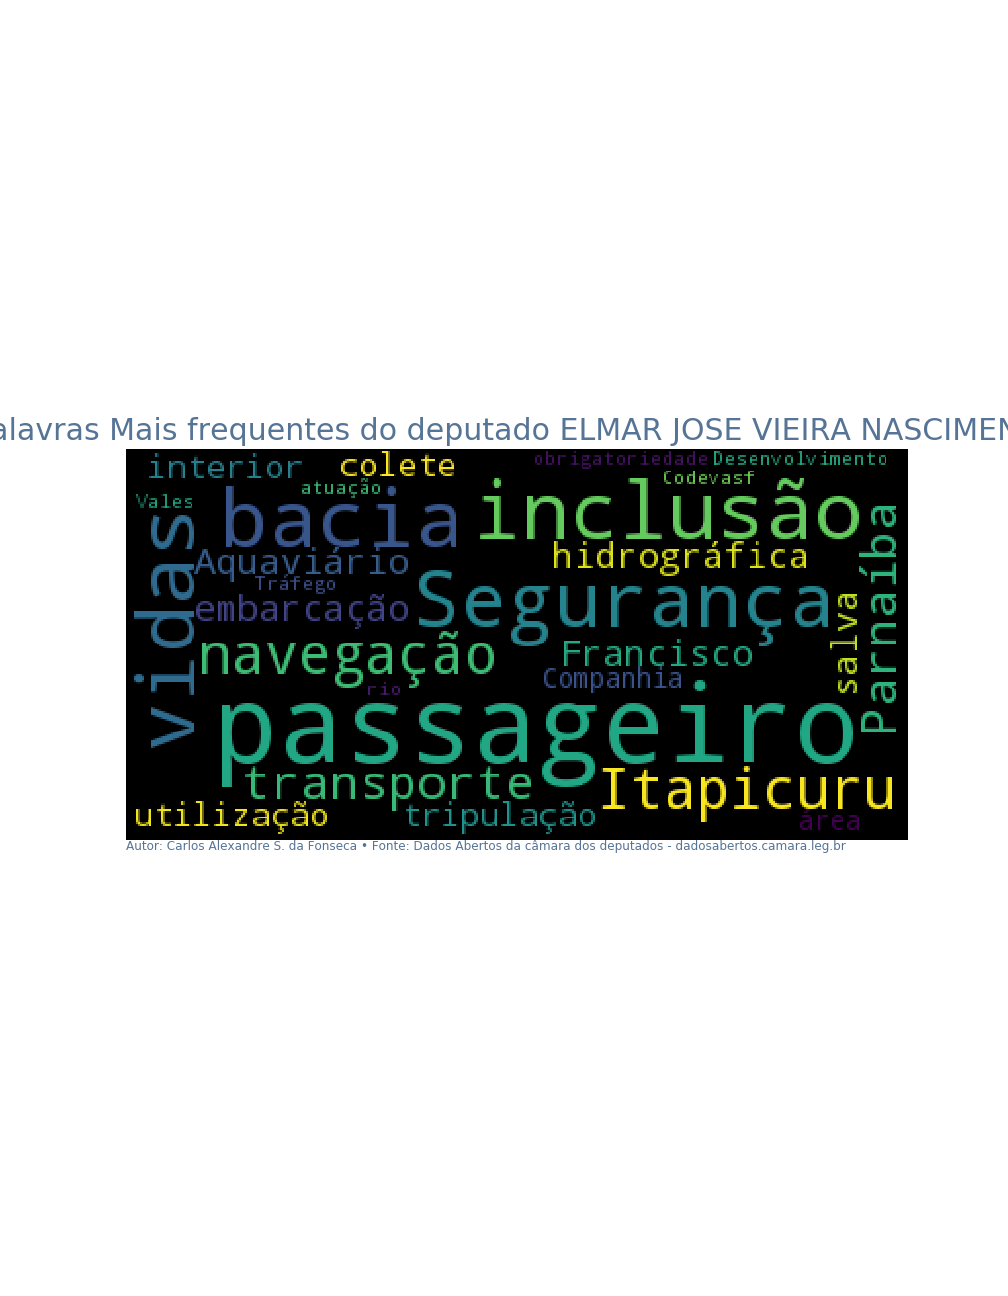 alavras Mais frequentes do deputado ELMAR JOSE VIEIRA NASCIMEN
interior
colete
obrigatoriedade
Desenvolvimento
atuação
Codevasf
Vales
bacia
inclusão
vidas
Aquaviário
hidrográfica
Parnaíba
Tráfego
Segurança
embarcação
salva
navegação
Francisco
Companhia
rio
passageiro
transporte
Itapicuru
utilização
tripulação
área
Autor: Carlos Alexandre S. da Fonseca • Fonte: Dados Abertos da câmara dos deputados - dadosabertos.camara.leg.br